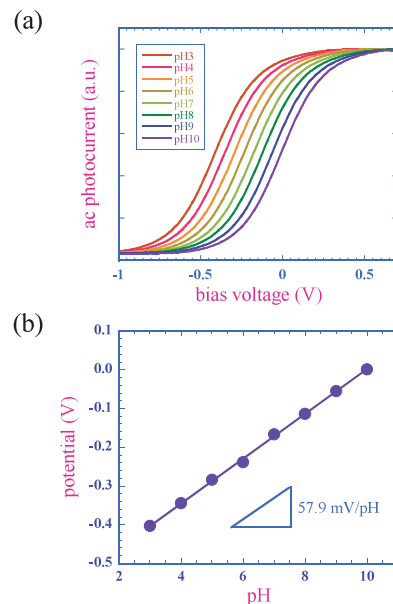 (a)
ac photocurrent (a.u.)
pH3
pH4
pH5
pH6
pH7
pH8
pH9
pH10
-1 -0.5 0 0.5
bias voltage (V)
(b)
potential (V)
0.1
0.0
-0.1
-0.2
-0.3
-0.4
-0.5
57.9 mV/pH
2 4 6 8 10
pH